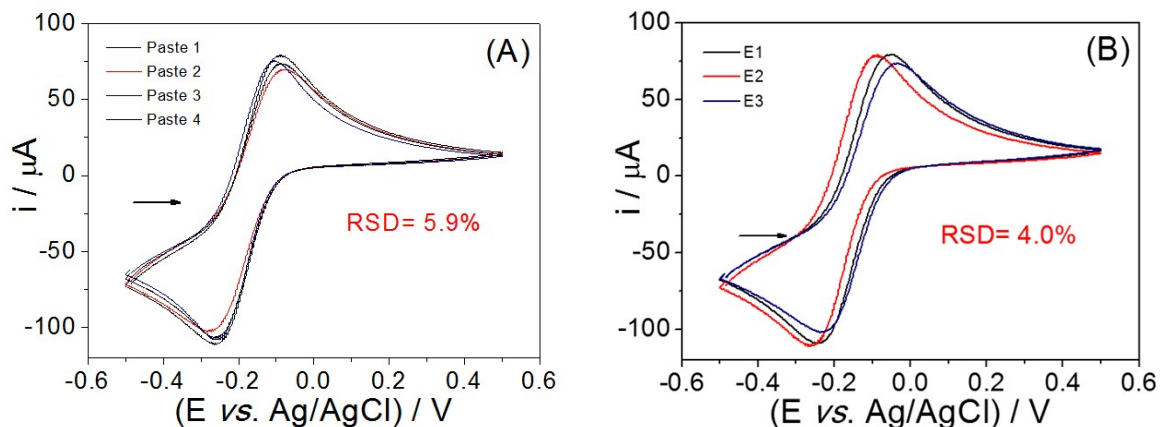 (A)
Paste 1
Paste 2
Paste 3
Paste 4
RSD= 5.9%
100
50
0
-50
-100
i / µA
-0.6 -0.4 -0.2 0.0 0.2 0.4 0.6
(E vs. Ag/AgCl) / V
(B)
E1
E2
E3
RSD= 4.0%
100
50
0
-50
-100
i / µA
-0.6 -0.4 -0.2 0.0 0.2 0.4 0.6
(E vs. Ag/AgCl) / V